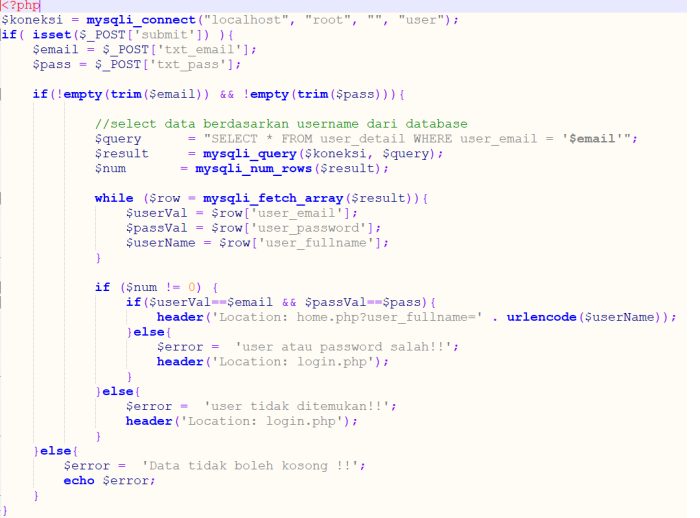 <?php
$koneksi = mysqli_connect("localhost", "root", "", "user");
if( isset($_POST['submit']) ){
    $email = $_POST['txt_email'];
    $pass = $_POST['txt_pass'];
    if(!empty(trim($email)) && !empty(trim($pass))){
            //select data berdasarkan username dari database
            $query      = "SELECT * FROM user_detail WHERE user_email = '$email'";
            $result     = mysqli_query($koneksi, $query);
            $num       = mysqli_num_rows($result);
            while ($row = mysqli_fetch_array($result)){
                $userVal = $row['user_email'];
                $passVal = $row['user_password'];
                $userName = $row['user_fullname'];
            }
            if ($num != 0) {
                if($userVal==$email && $passVal==$pass){
                    header('Location: home.php?user_fullname=' . urlencode($userName));
                }else{
                    $error =  'user atau password salah!!';
                    header('Location: login.php');
                }
            }else{
                $error =  'user tidak ditemukan!!';
                header('Location: login.php');
            }
    }else{
        $error =  'Data tidak boleh kosong !!';
        echo $error;
    }
}